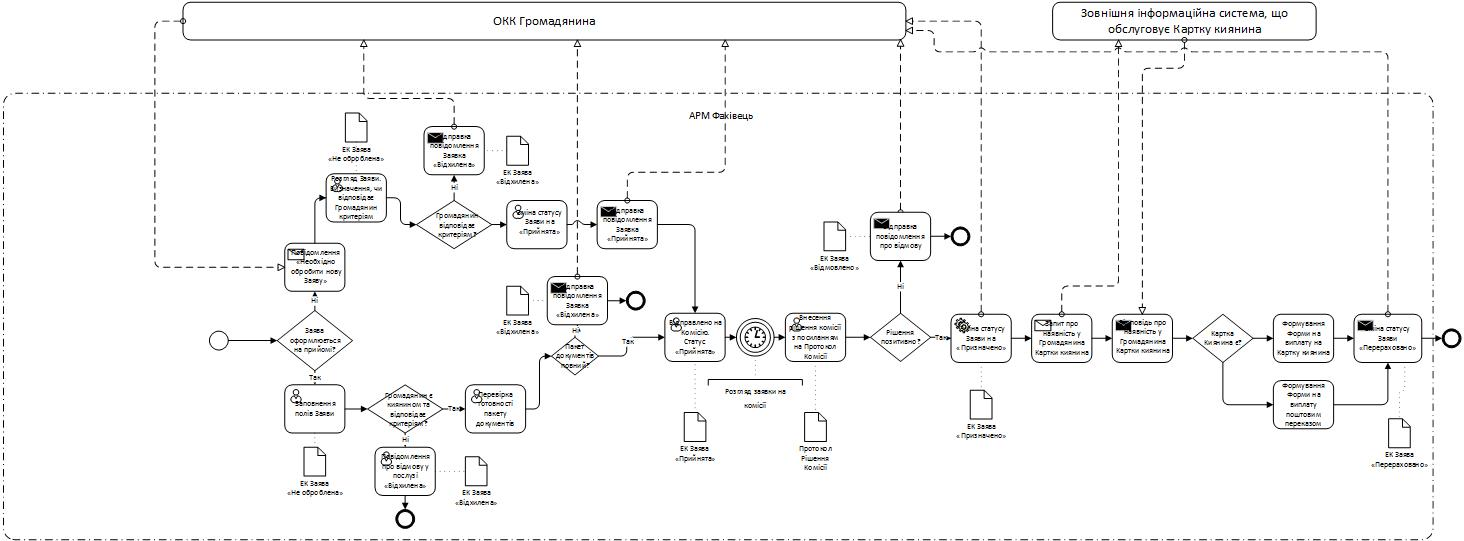 ОКК Громадянина
Зовнішня інформаційна система, що
обслуговує Картку киянина
АРМ Фахівець
ЕК Заява
«Не оброблена»
Розгляд Заяви.
Визначення, чи
відповідає
Громадянин
критеріям
Відправка
повідомлення
Заявка
«Відхилена»
ЕК Заява
«Відхилена»
Ні
Громадянин
відповідає
критеріям?
Зміна статусу
Заяви на
«Прийнята»
Відправка
повідомлення
Заявка
«Прийнята»
Повідомлення
«Необхідно
обробити нову
Заяву»
Ні
Заява
оформлюється
на прийомі?
Так
Заповнення
полів Заяви
ЕК Заява
«Не оброблена»
Громадянин є
киянином та
відповідає
критеріям?
Так
Ні
Повідомлення
про відмову у
послузі
«Відхилена»
ЕК Заява
«Відхилена»
Перевірка
готовності
пакету
документів
Пакет
документів
повний?
Ні
Відправка
повідомлення
Заявка
«Відхилена»
ЕК Заява
«Відхилена»
Так
Відправлено на
Комісію.
Статус
«Прийнята»
ЕК Заява
«Прийнята»
Розгляд заявки на
комісії
Внесення
рішення комісії
з посиланням
на Протокол
Комісії
Протокол
Рішення
Комісії
Рішення
позитивно?
Ні
Відправка
повідомлення
про відмову
ЕК Заява
«Відмовлено»
Так
Зміна статусу
Заяви на
«Призначено»
ЕК Заява
«Призначено»
Запит про
наявність у
Громадянина
Картки киянина
Відповідь про
наявність у
Громадянина
Картки киянина
Картка
Киянина є?
Формування
Форми на
виплату на
Картку киянина
Формування
Форми на
виплату
поштовим
переказом
Зміна статусу
Заяви
«Перераховано»
ЕК Заява
«Перераховано»